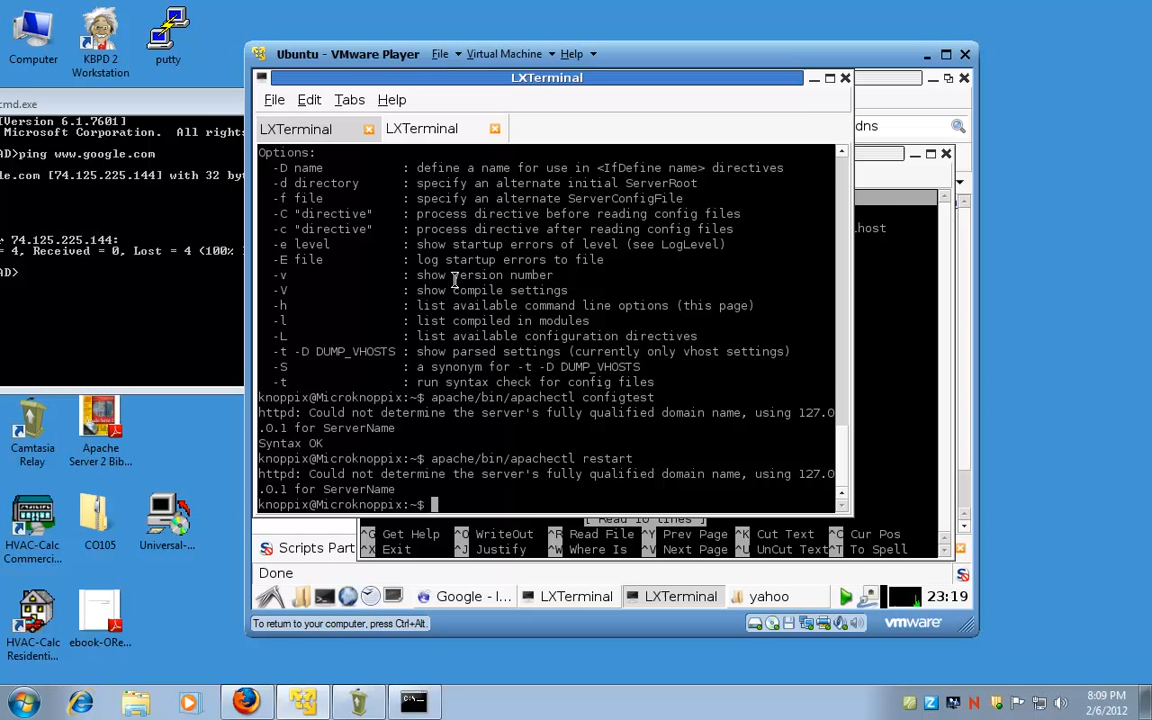 Computer
KBPD 2
Workstation
putty
cmd.exe
[Version 6.1.7601]
Microsoft Corporation.  All rights
AD>ping www.google.com
le.com [74.125.225.144] with 32 by
r 74.125.225.144:
= 4, Received = 0, Lost = 4 (100%
AD>
Camtasia
Relay
Apache
Server 2 Bib...
HVAC-Calc
Commerci...
CO105
Universal-...
HVAC-Calc
Residenti...
ebook-ORe...
Ubuntu - VMware Player
File
Virtual Machine
Help
LXTerminal
File Edit Tabs Help
LXTerminal
LXTerminal
Options:
-D name : define a name for use in <IfDefine name> directives
-d directory : specify an alternate initial ServerRoot
-f file : specify an alternate ServerConfigFile
-C "directive" : process directive before reading config files
-c "directive" : process directive after reading config files
-e level : show startup errors of level (see LogLevel)
-E file : log startup errors to file
-v : show version number
-V : show compile settings
-h : list available command line options (this page)
-l : list compiled in modules
-L : list available configuration directives
-t -D DUMP_VHOSTS : show parsed settings (currently only vhost settings)
-S : a synonym for -t -D DUMP_VHOSTS
-t : run syntax check for config files
knoppix@Microknoppix:~$ apache/bin/apachectl configtest
httpd: Could not determine the server's fully qualified domain name, using 127.0
.0.1 for ServerName
Syntax OK
knoppix@Microknoppix:~$ apache/bin/apachectl restart
httpd: Could not determine the server's fully qualified domain name, using 127.0
.0.1 for ServerName
knoppix@Microknoppix:~$
dns
lhost
[ Read 10 lines ]
^G Get Help ^O WriteOut ^R Read File ^Y Prev Page ^K Cut Text ^C Cur Pos
^X Exit ^J Justify ^W Where Is ^V Next Page ^U UnCut Text ^T To Spell
Scripts Part
Done
Google - I...
LXTerminal
LXTerminal
yahoo
23:19
To return to your computer, press Ctrl+Alt.
vmware
8:09 PM
2/6/2012